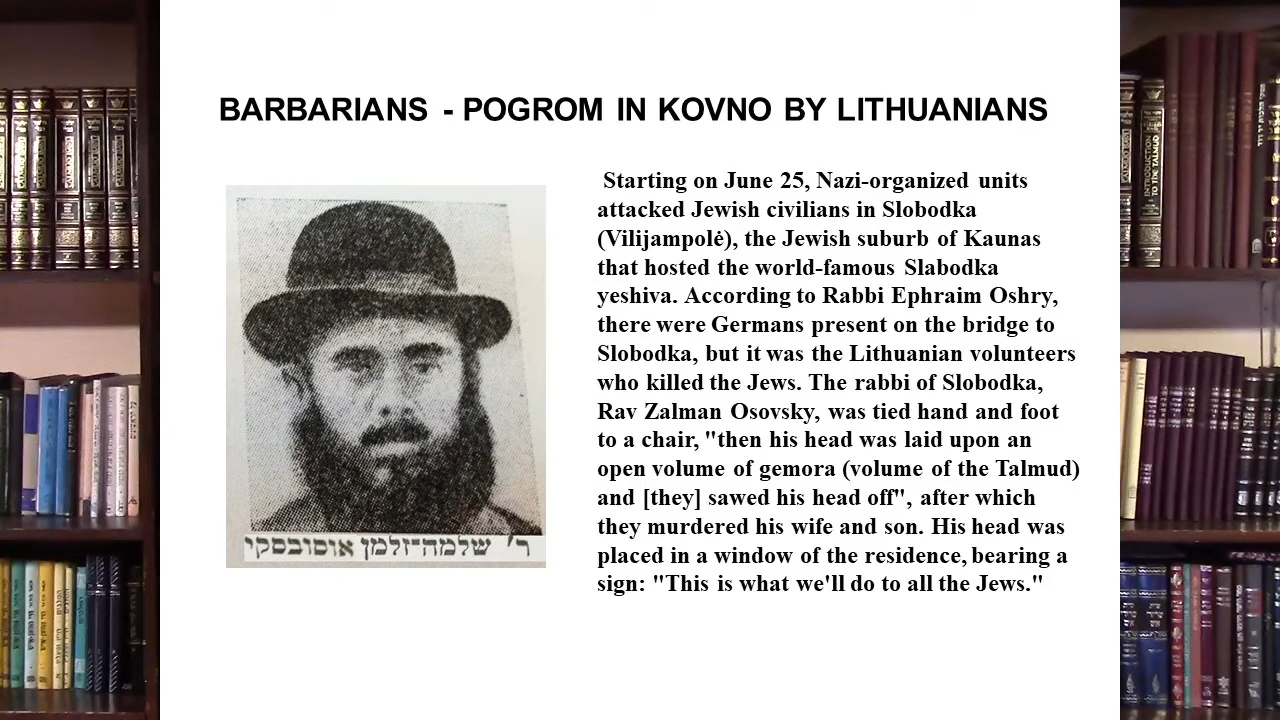 BARBARIANS - POGROM IN KOVNO BY LITHUANIANS
Starting on June 25, Nazi-organized units
attacked Jewish civilians in Slobodka
(Vilijampolė), the Jewish suburb of Kaunas
that hosted the world-famous Slabodka
yeshiva. According to Rabbi Ephraim Oshry,
there were Germans present on the bridge to
Slobodka, but it was the Lithuanian volunteers
who killed the Jews. The rabbi of Slobodka,
Rav Zalman Osovsky, was tied hand and foot
to a chair, "then his head was laid upon an
open volume of gemora (volume of the Talmud)
and [they] sawed his head off", after which
they murdered his wife and son. His head was
placed in a window of the residence, bearing a
sign: "This is what we'll do to all the Jews."
ר' שלמה-זלמן אוסובסקי
INTRODUCTION
TO THE TALMUD